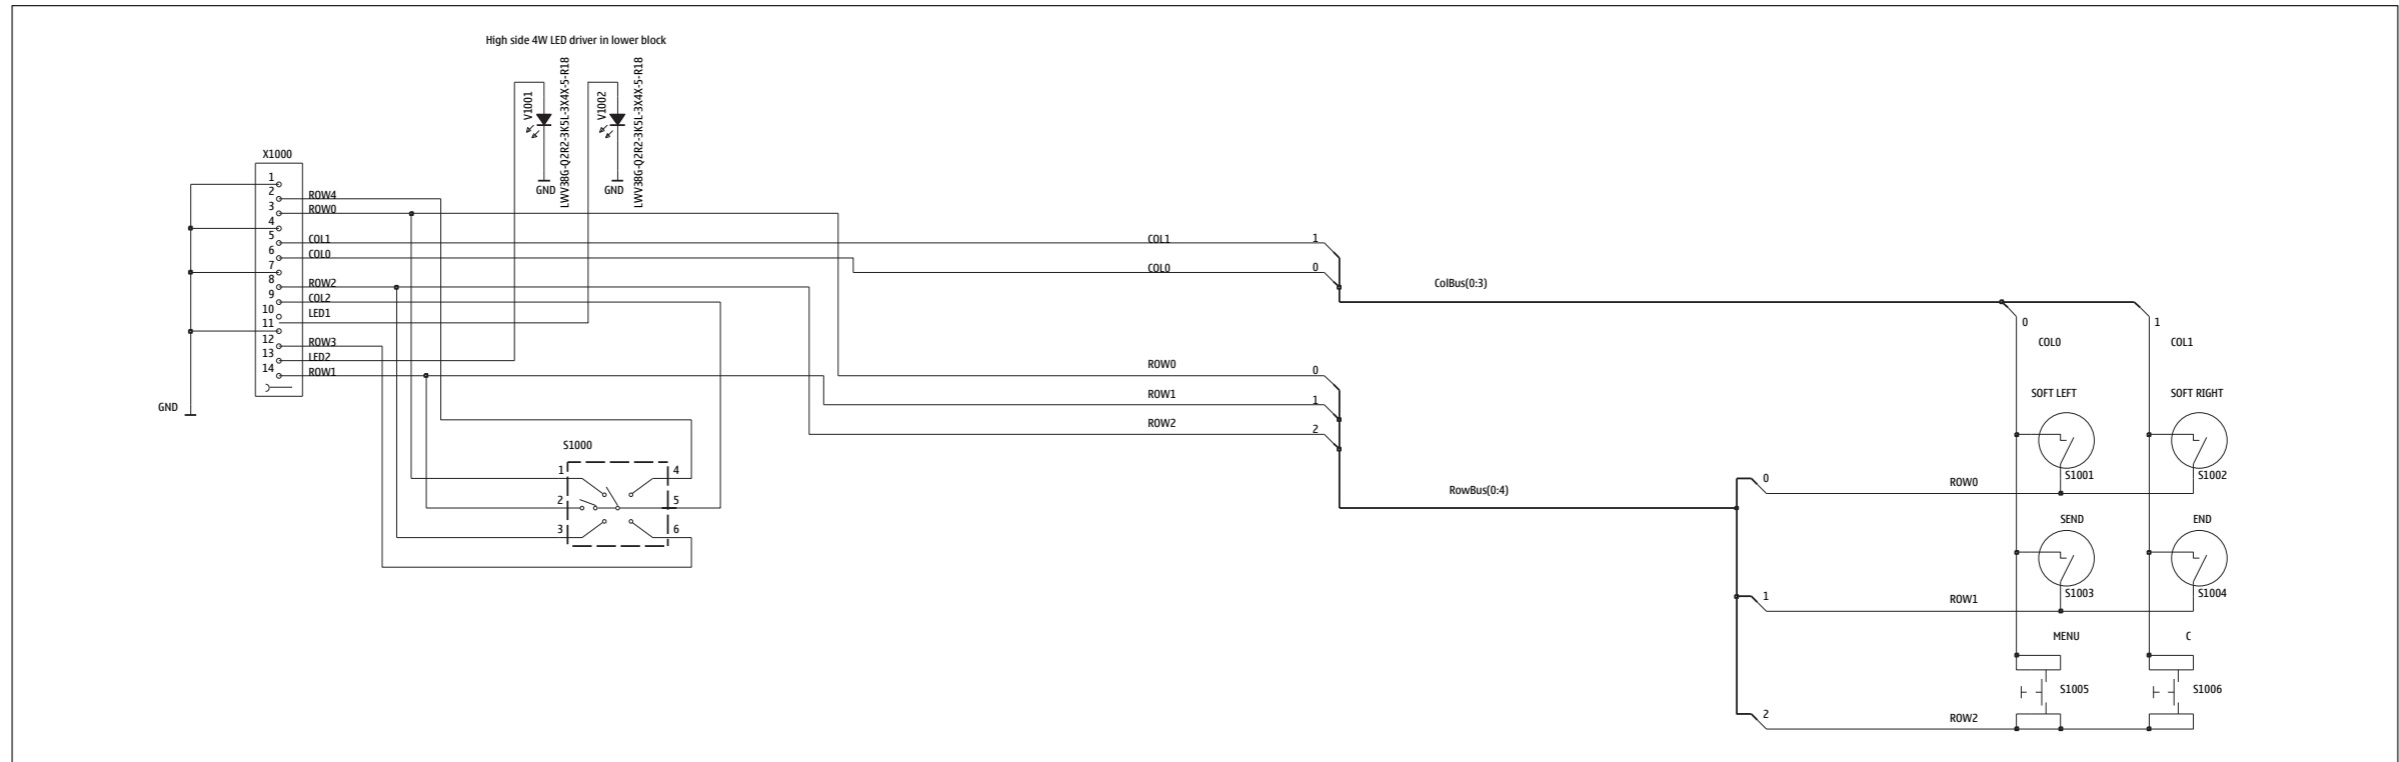 High side 4W LED driver in lower block
V1001
LWV38G-Q2R2-3K5L-3X4X-5-R18
V1002
LWV38G-Q2R2-3K5L-3X4X-5-R18
GND
GND
X1000
1
2
ROW4
3
ROW0
4
5
COL1
6
COL0
7
8
ROW2
9
COL2
10
LED1
11
12
ROW3
13
LED2
14
ROW1
GND
S1000
1
4
2
5
3
6
COL1
1
COL0
0
ColBus(0:3)
ROW0
0
ROW1
1
ROW2
2
RowBus(0:4)
0
1
COL0
COL1
SOFT LEFT
SOFT RIGHT
0
ROW0
S1001
S1002
SEND
END
1
ROW1
S1003
S1004
MENU
C
S1005
S1006
2
ROW2